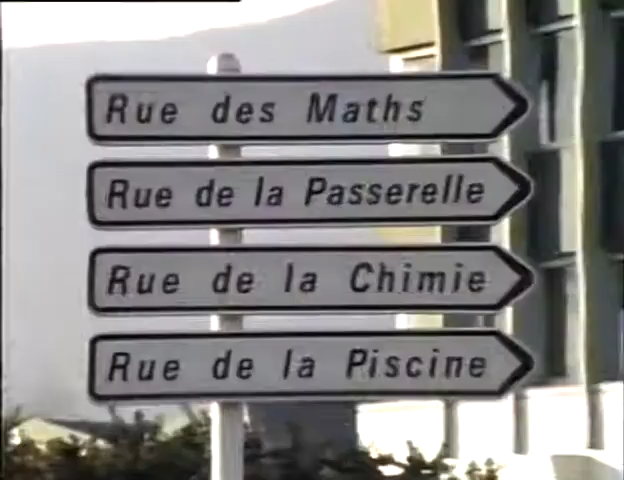 Rue des Maths
Rue de la Passerelle
Rue de la Chimie
Rue de la Piscine